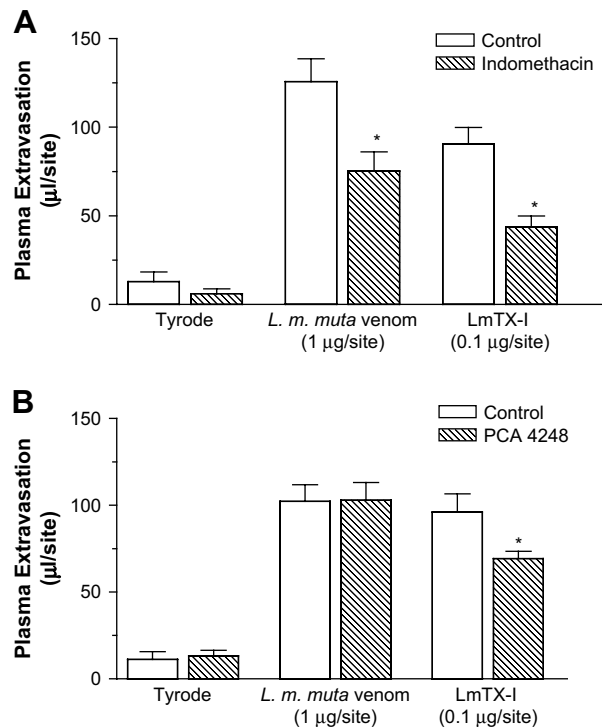 A
Plasma Extravasation
(µl/site)
150
100
50
0
Control
Indomethacin
*
*
Tyrode
L. m. muta venom
(1 µg/site)
LmTX-I
(0.1 µg/site)
B
Plasma Extravasation
(µl/site)
150
100
50
0
Control
PCA 4248
*
Tyrode
L. m. muta venom
(1 µg/site)
LmTX-I
(0.1 µg/site)